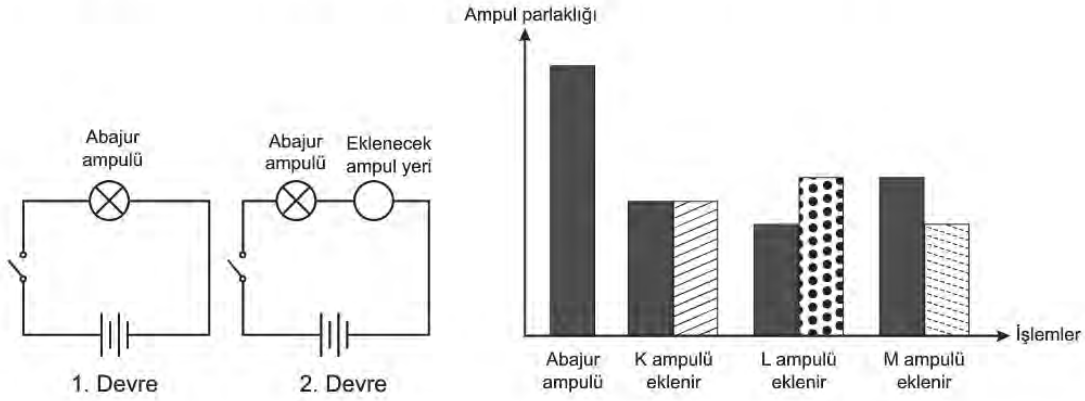 Abajur
ampulü
1. Devre
Abajur
ampulü
Eklenecek
ampul yeri
2. Devre
Ampul parlaklığı
Abajur
ampulü
K ampulü
eklenir
L ampulü
eklenir
M ampulü
eklenir
İşlemler